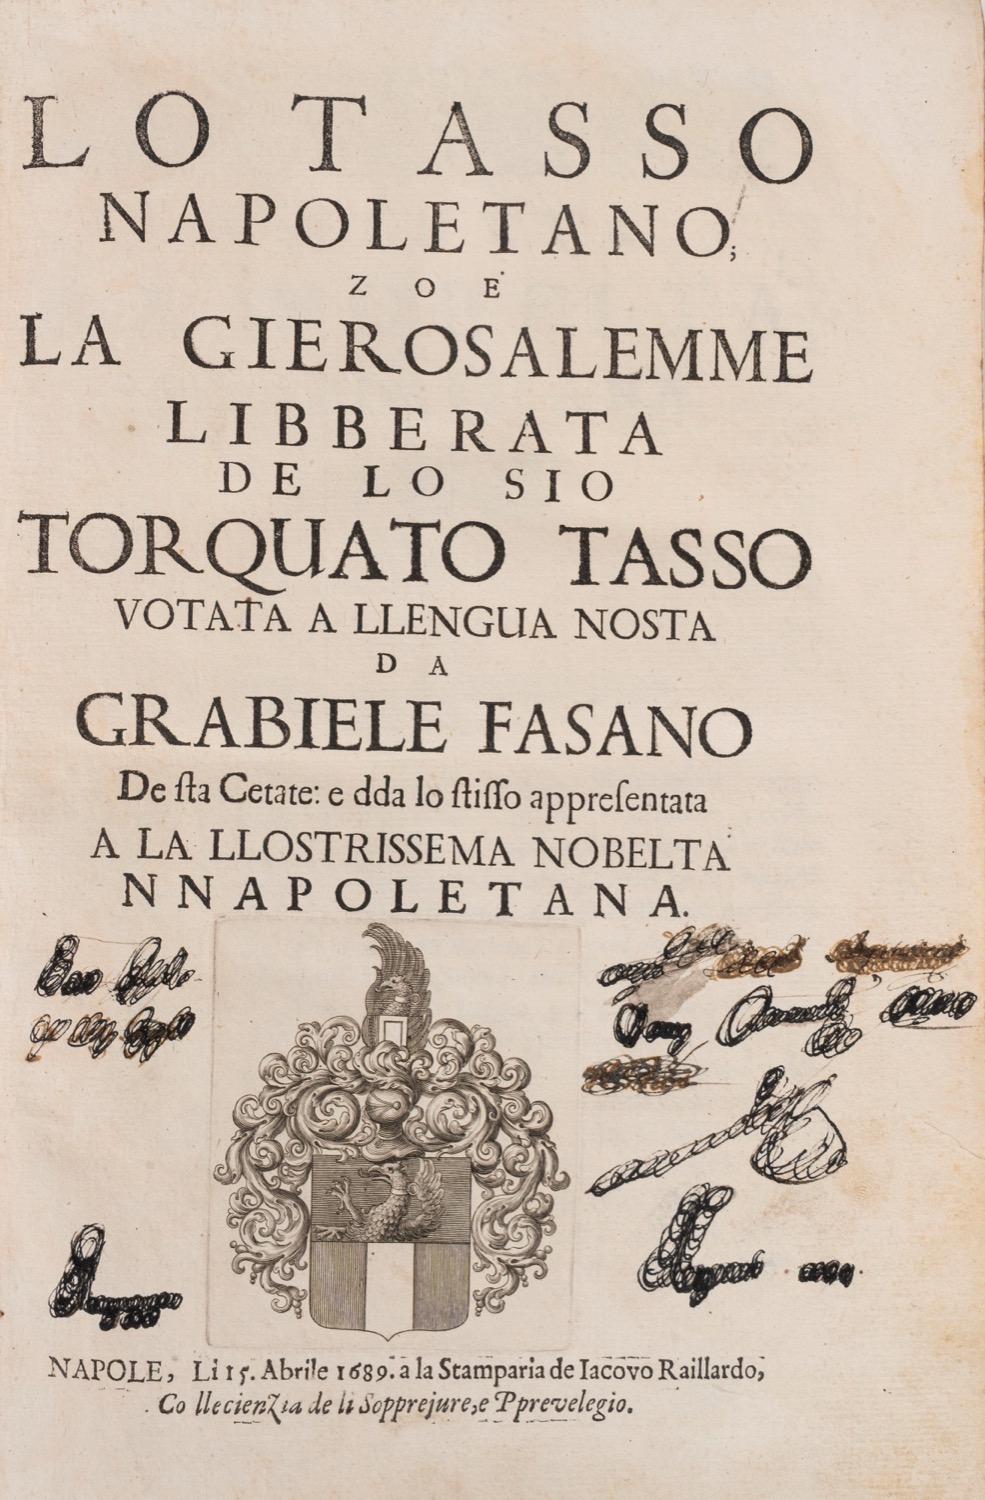 LO TASSO
NAPOLETANO,
ZOÈ
LA GIEROSALEMME
LIBBERATA
DE LO SIO
TORQUATO TASSO
VOTATA A LLENGUA NOSTA
DA
GRABIELE FASANO
De ſta Cetate: e dda lo ſtiſſo appreſentata
A LA LLOSTRISSEMA NOBELTÀ
NNAPOLETANA.
NAPOLE, Li 15. Abrile 1689. a la Stamparia de Iacovo Raillardo,
Co llecienzia de li Sopprejure, e Pprevelegio.